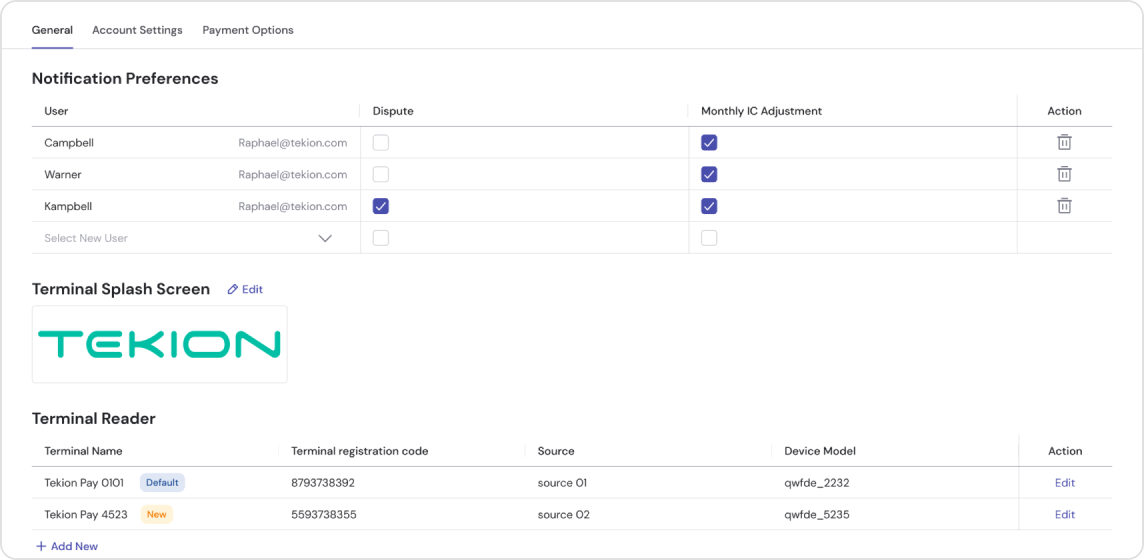 General Account Settings Payment Options
Notification Preferences
User Dispute Monthly IC Adjustment Action
Campbell Raphael@tekion.com
Warner Raphael@tekion.com
Kampbell Raphael@tekion.com
Select New User
Terminal Splash Screen Edit
TEKION
Terminal Reader
Terminal Name Terminal registration code Source Device Model Action
Tekion Pay 0101 Default 8793738392 source 01 qwfde_2232 Edit
Tekion Pay 4523 New 5593738355 source 02 qwfde_5235 Edit
+ Add New